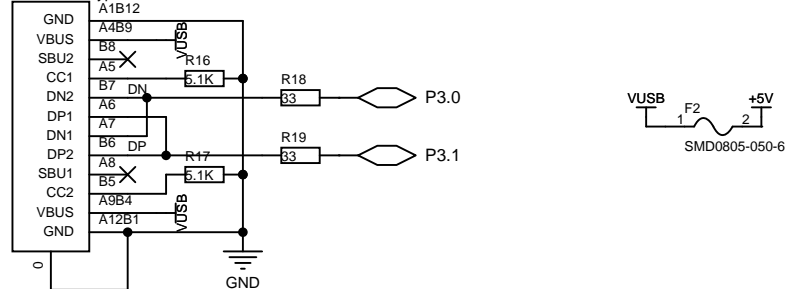 A1B12
GND
A4B9
VBUS
VUSB
B8
SBU2
A5
R16
CC1
5.1K
B7
DN
R18
DN2
33
P3.0
A6
DP1
A7
DN1
B6
DP
R19
DP2
33
P3.1
A8
R17
SBU1
5.1K
B5
CC2
A9B4
VBUS
VUSB
A12B1
GND
0
GND
VUSB
F2
+5V
1
2
SMD0805-050-6